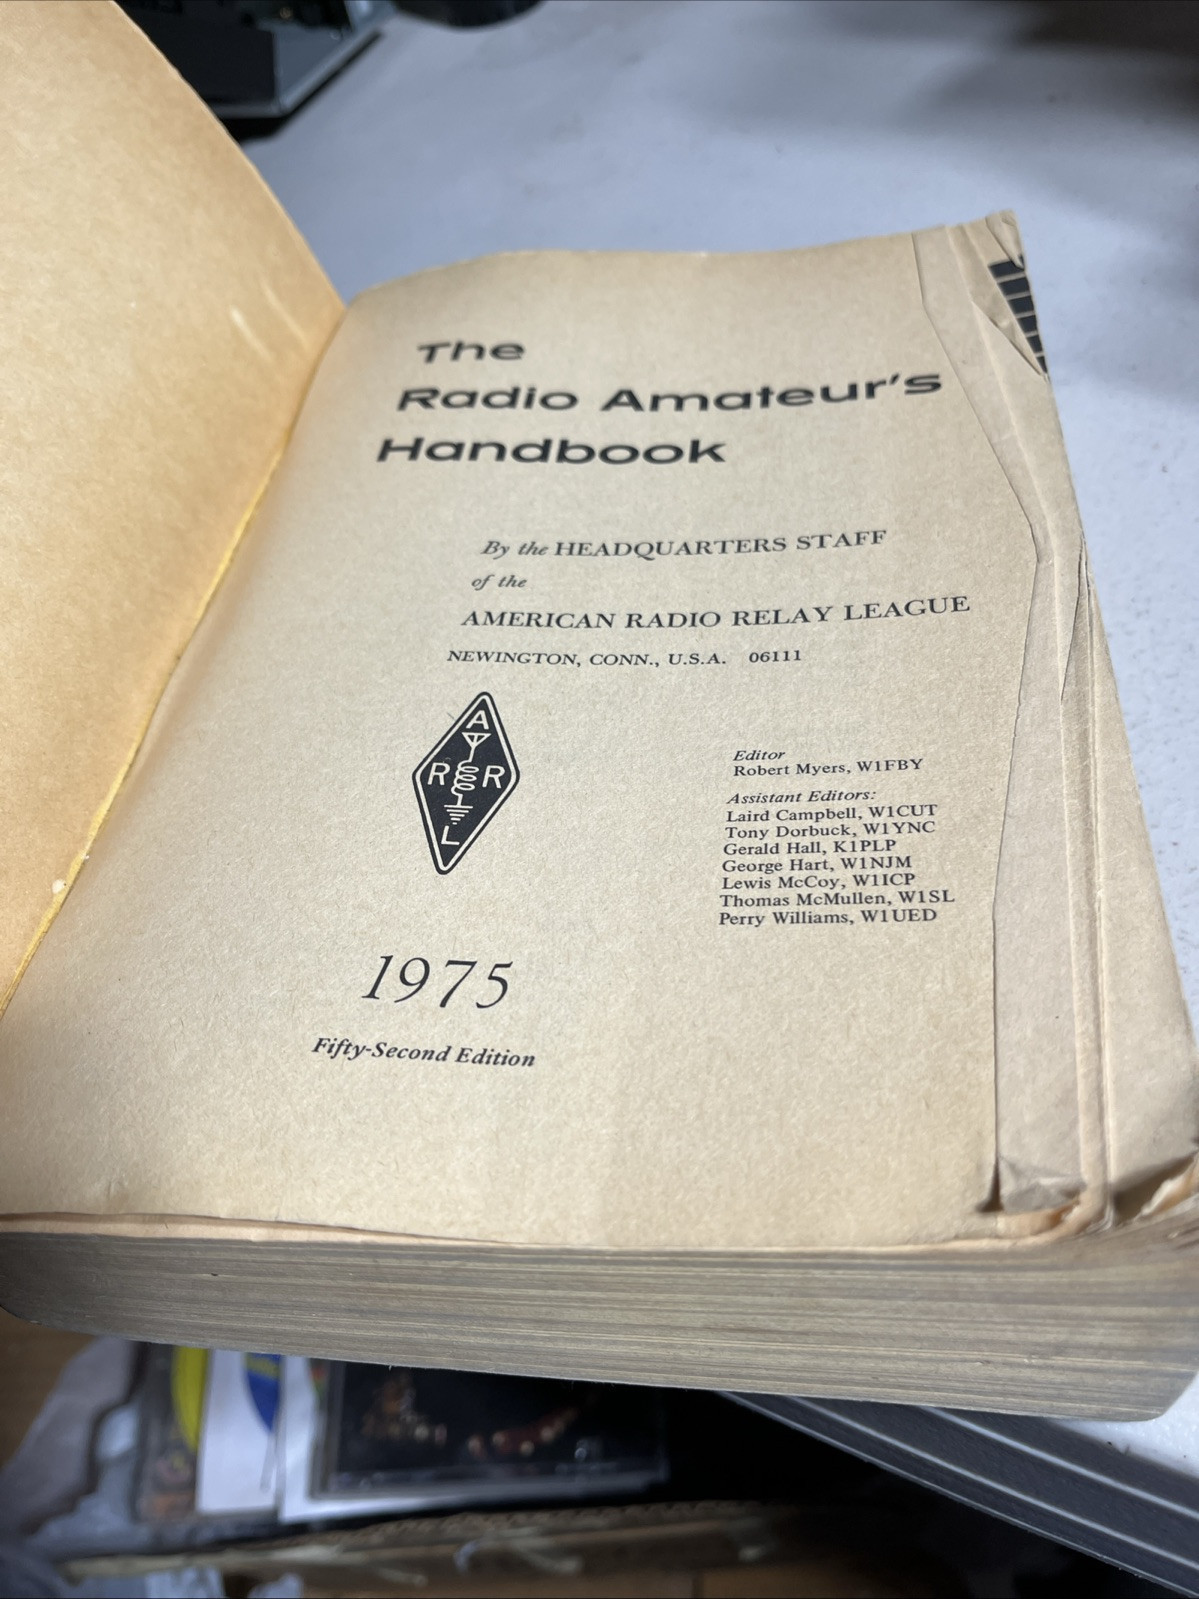 The
Radio Amateur's
Handbook
By the HEADQUARTERS STAFF
of the
AMERICAN RADIO RELAY LEAGUE
NEWINGTON, CONN., U.S.A. 06111
A
R R
L
Editor
Robert Myers, W1FBY
Assistant Editors:
Laird Campbell, W1CUT
Tony Dorbuck, W1YNC
Gerald Hall, K1PLP
George Hart, W1NJM
Lewis McCoy, W1ICP
Thomas McMullen, W1SL
Perry Williams, W1UED
1975
Fifty-Second Edition